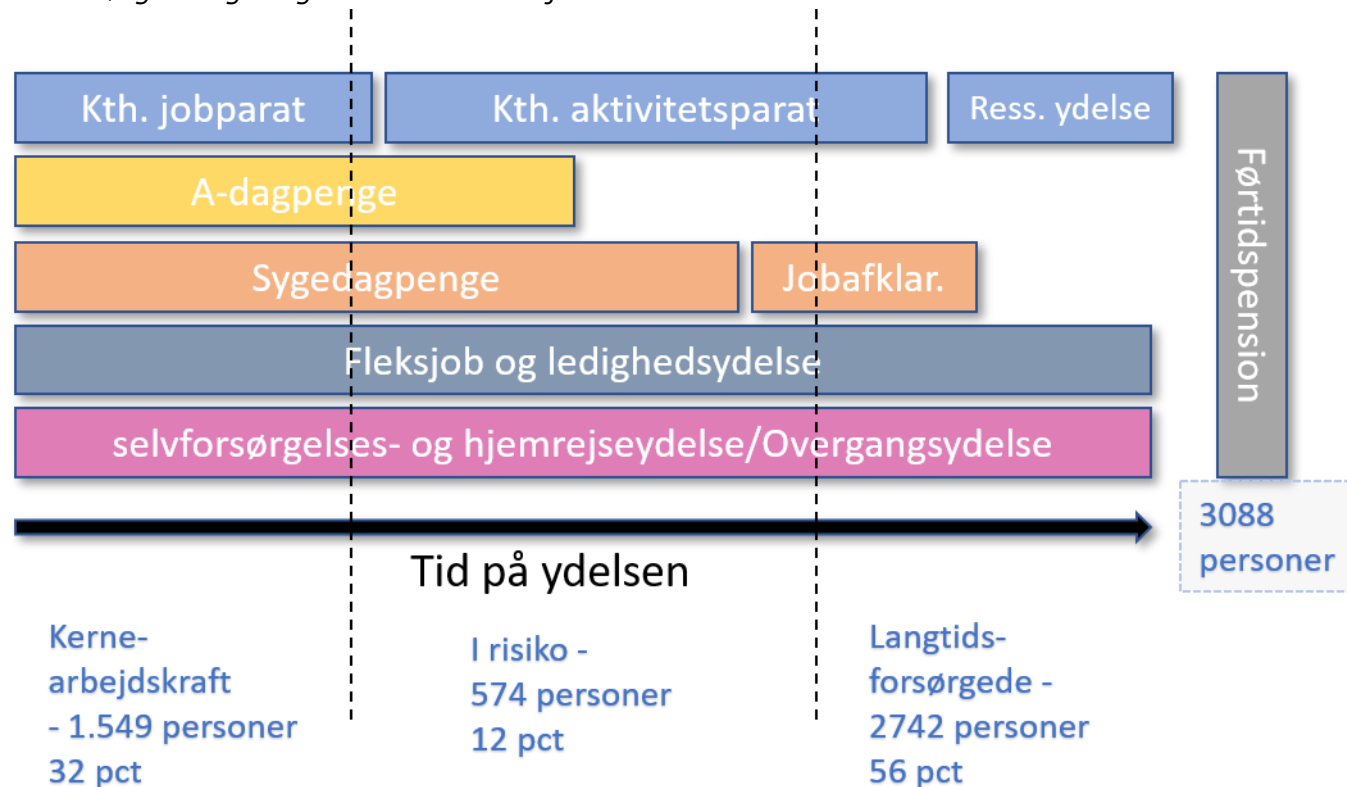 Kth. jobparat
Kth. aktivitetsparat
Ress. ydelse
A-dagpenge
Sygedagpenge
Jobafklar.
Fleksjob og ledighedsydelse
selvforsørgelses- og hjemrejseydelse/Overgangsydelse
Førtidspension
3088
personer
Tid på ydelsen
Kerne-
arbejdskraft
- 1.549 personer
32 pct
I risiko -
574 personer
12 pct
Langtids-
forsørgede -
2742 personer
56 pct